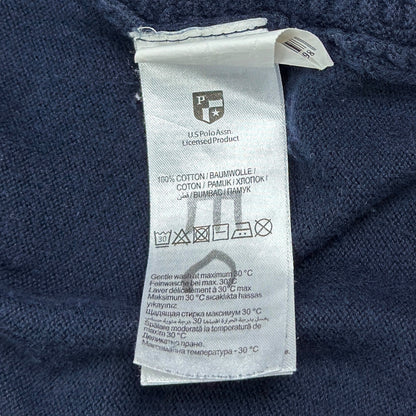 P
U.S Polo Assn.
Licensed Product
100% COTTON / BAUMWOLLE /
COTON / PAMUK / ХЛОПОК /
قطن / BUMBAC / ПАМУК
30
Gentle wash at maximum 30 °C
Feinwäsche bei max. 30°C
Laver délicatement à 30°C max
Maksimum 30 °C sıcaklıkta hassas
yıkayınız
Щадящая стирка максимум 30 °C
Spălare moderată la temperatura de
maxim 30 °C
Деликатно пране.
Максимална температура - 30 °C